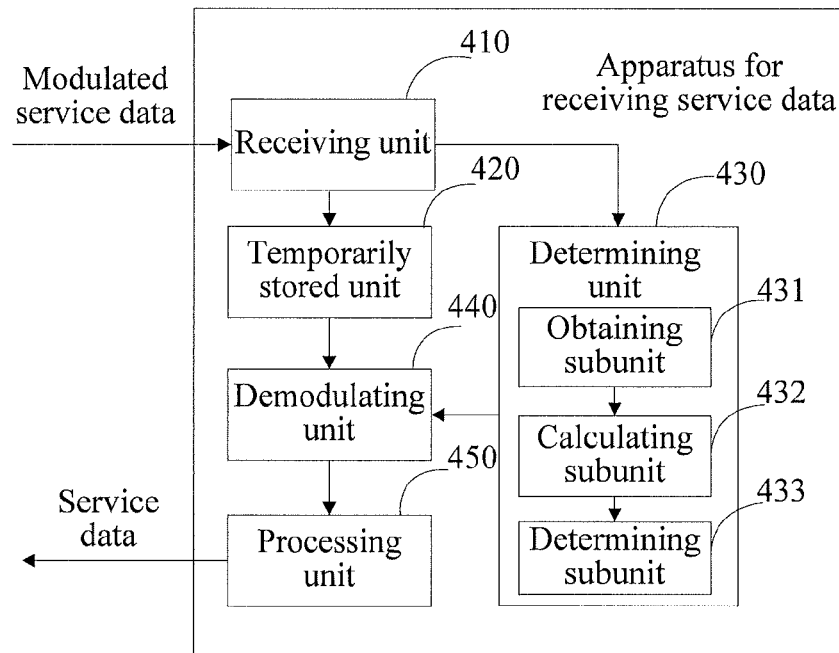 410
Modulated
service data
Apparatus for
receiving service data
Receiving unit
420
430
Temporarily
stored unit
Determining
unit
431
440
Obtaining
subunit
Demodulating
unit
432
Calculating
subunit
450
433
Service
data
Processing
unit
Determining
subunit